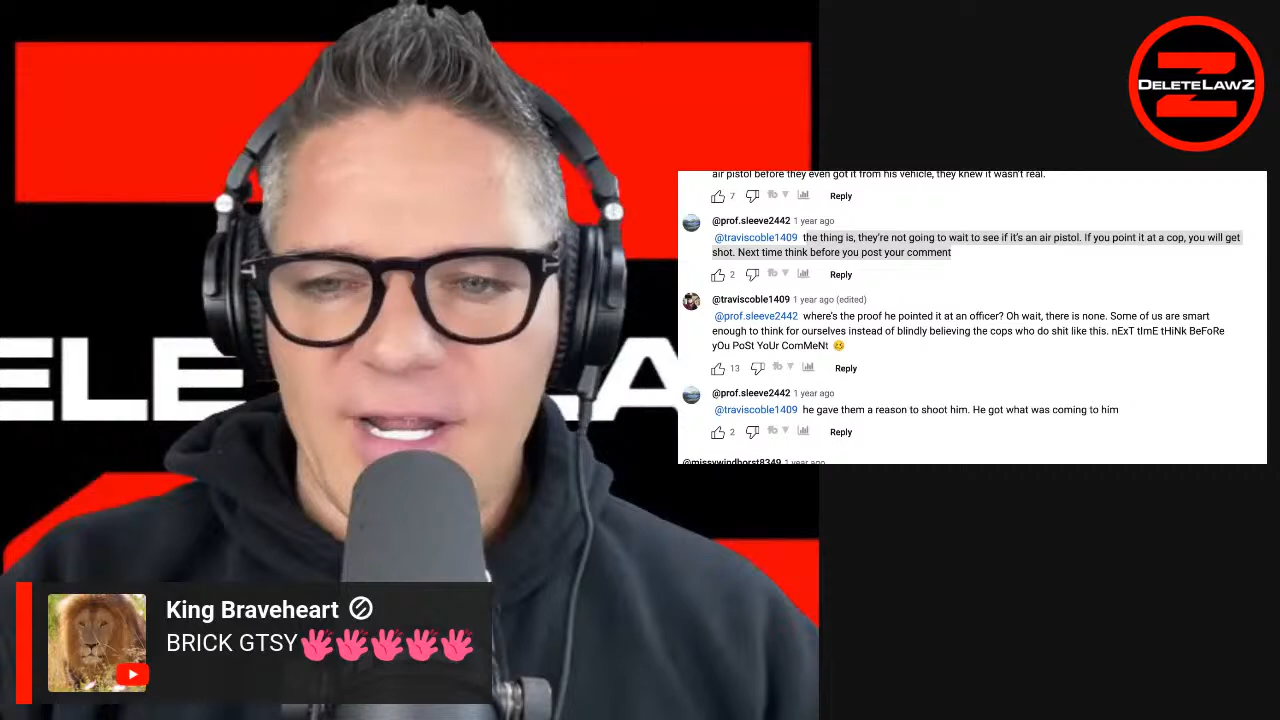 DELETELAWZ
air pistol before they even got it from his vehicle, they knew it wasn't real.
7 Reply
@prof.sleeve2442 1 year ago
@traviscoble1409 the thing is, they're not going to wait to see if it's an air pistol. If you point it at a cop, you will get
shot. Next time think before you post your comment
2 Reply
@traviscoble1409 1 year ago (edited)
@prof.sleeve2442 where's the proof he pointed it at an officer? Oh wait, there is none. Some of us are smart
enough to think for ourselves instead of blindly believing the cops who do shit like this. nExT tImE tHiNk BeFoRe
yOu PoSt YoUr ComMeNt
13 Reply
@prof.sleeve2442 1 year ago
@traviscoble1409 he gave them a reason to shoot him. He got what was coming to him
2 Reply
@missywindhorst8349 1 year ago
ELE LA
King Braveheart
BRICK GTSY